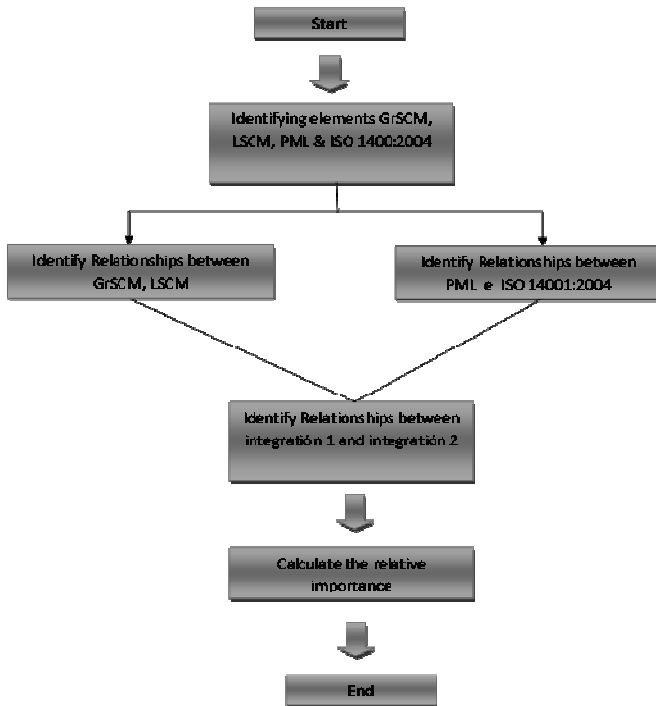 Start
Identifying elements GrSCM,
LSCM, PML & ISO 1400:2004
Identify Relationships between
GrSCM, LSCM
Identify Relationships between
PML e ISO 14001:2004
Identify Relationships between
integration 1 and integration 2
Calculate the relative
importance
End